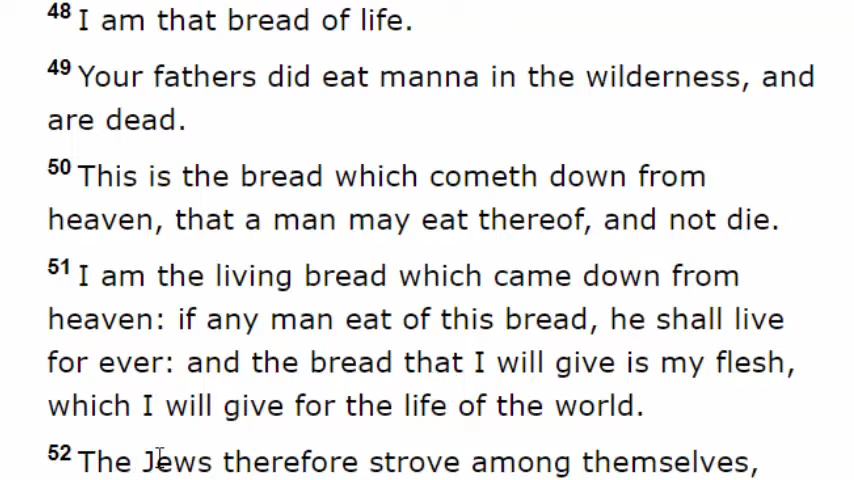 48 I am that bread of life.
49 Your fathers did eat manna in the wilderness, and
are dead.
50 This is the bread which cometh down from
heaven, that a man may eat thereof, and not die.
51 I am the living bread which came down from
heaven: if any man eat of this bread, he shall live
for ever: and the bread that I will give is my flesh,
which I will give for the life of the world.
52 The Jews therefore strove among themselves,